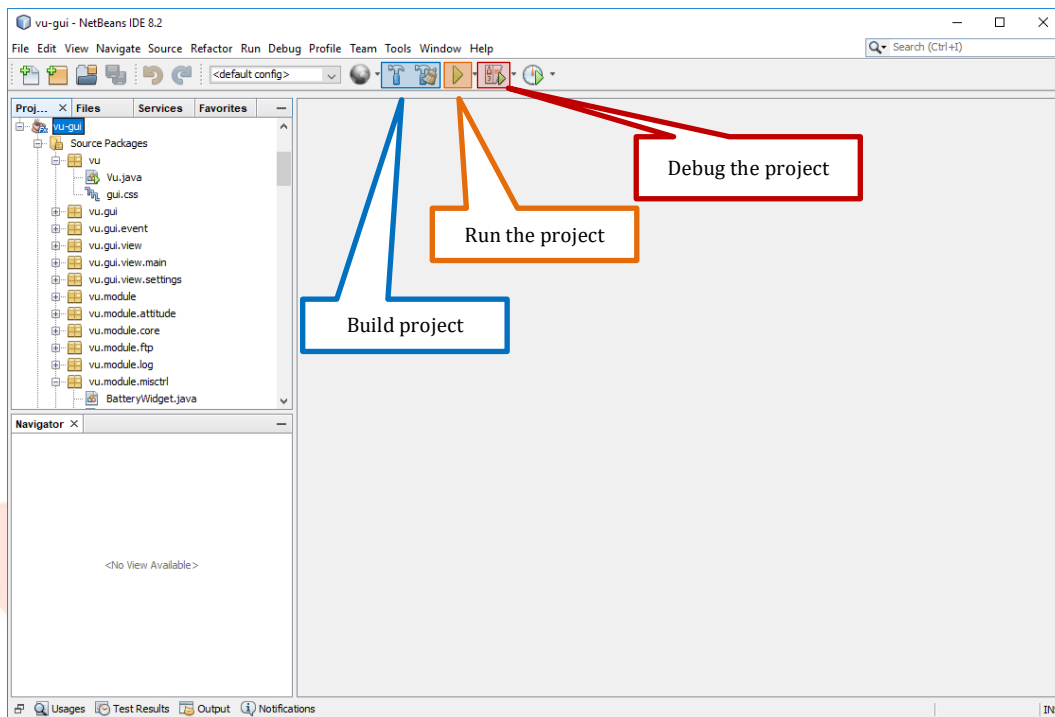 vu-gui - NetBeans IDE 8.2
File Edit View Navigate Source Refactor Run Debug Profile Team Tools Window Help
Search (Ctrl+I)
<default config>
Proj... Files Services Favorites
vu-gui
Source Packages
vu
Vu.java
gui.css
vu.gui
vu.gui.event
vu.gui.view
vu.gui.view.main
vu.gui.view.settings
vu.module
vu.module.attitude
vu.module.core
vu.module.ftp
vu.module.log
vu.module.misctrl
BatteryWidget.java
Debug the project
Run the project
Build project
Navigator
<No View Available>
Usages Test Results Output Notifications
IN